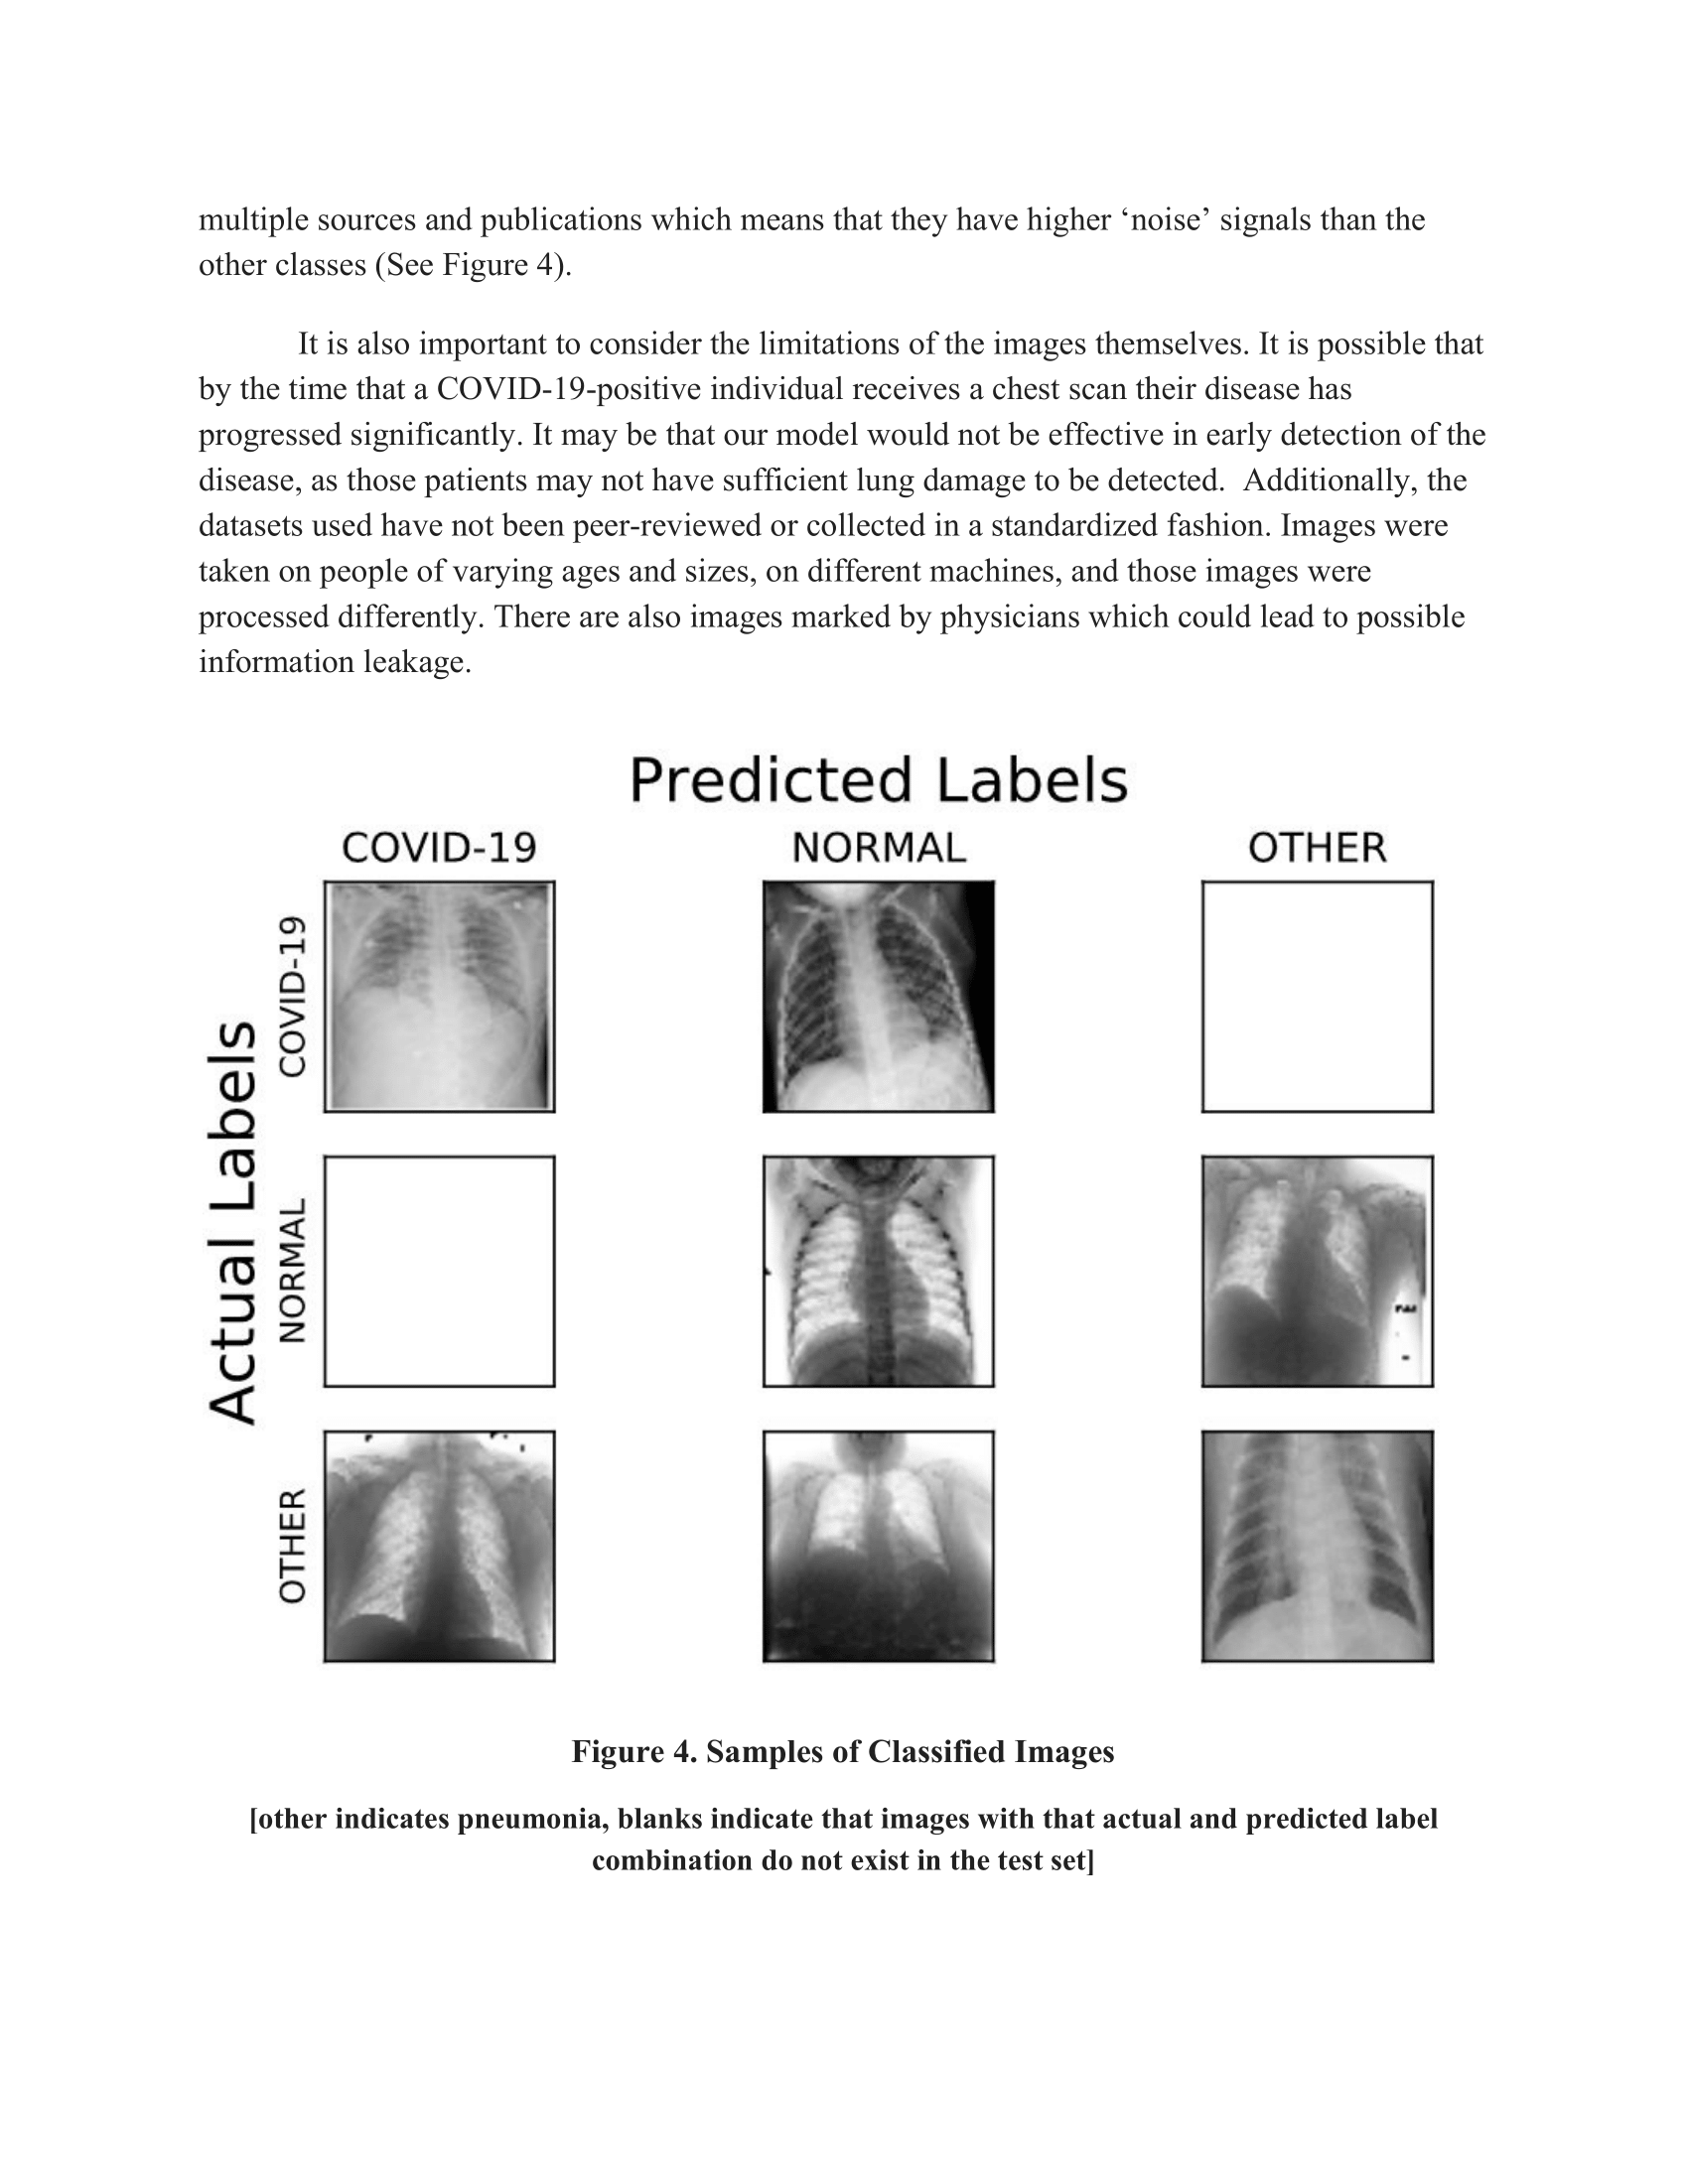 multiple sources and publications which means that they have higher ‘noise’ signals than the
other classes (See Figure 4).
It is also important to consider the limitations of the images themselves. It is possible that
by the time that a COVID-19-positive individual receives a chest scan their disease has
progressed significantly. It may be that our model would not be effective in early detection of the
disease, as those patients may not have sufficient lung damage to be detected.  Additionally, the
datasets used have not been peer-reviewed or collected in a standardized fashion. Images were
taken on people of varying ages and sizes, on different machines, and those images were
processed differently. There are also images marked by physicians which could lead to possible
information leakage.
Predicted Labels
COVID-19 NORMAL OTHER
Actual Labels
COVID-19
NORMAL
OTHER
Figure 4. Samples of Classified Images
[other indicates pneumonia, blanks indicate that images with that actual and predicted label
combination do not exist in the test set]